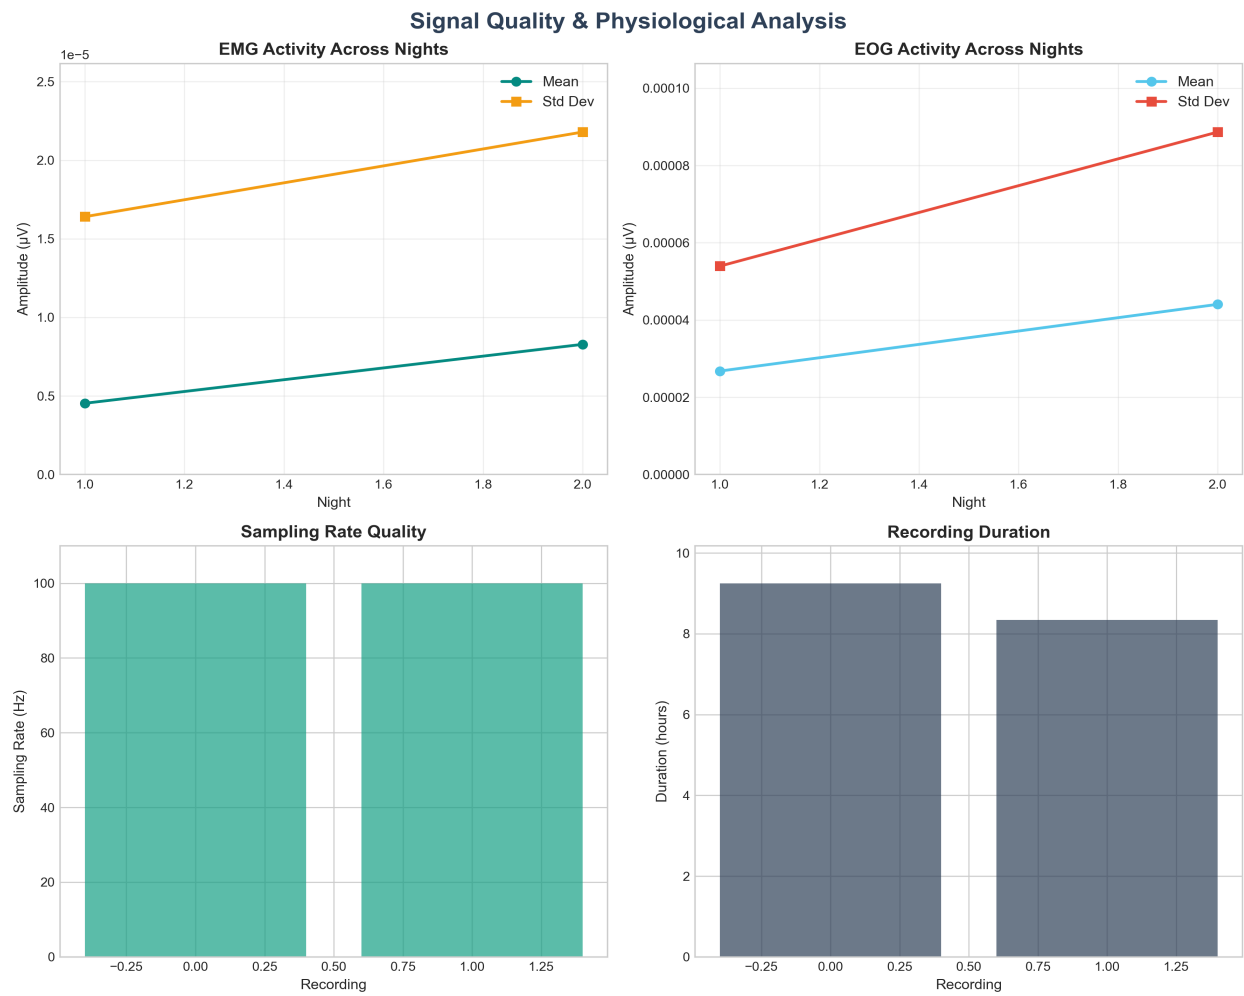 Signal Quality & Physiological Analysis
EMG Activity Across Nights
1e−5
2.5
2.0
1.5
1.0
0.5
0.0
Amplitude (μV)
Mean
Std Dev
1.0 1.2 1.4 1.6 1.8 2.0
Night
EOG Activity Across Nights
0.00010
0.00008
0.00006
0.00004
0.00002
0.00000
Amplitude (μV)
Mean
Std Dev
1.0 1.2 1.4 1.6 1.8 2.0
Night
Sampling Rate Quality
100
80
60
40
20
0
Sampling Rate (Hz)
−0.25 0.00 0.25 0.50 0.75 1.00 1.25
Recording
Recording Duration
10
8
6
4
2
0
Duration (hours)
−0.25 0.00 0.25 0.50 0.75 1.00 1.25
Recording